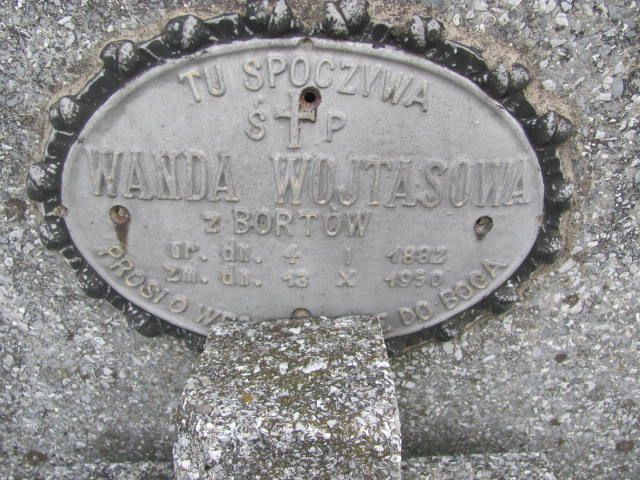 TU SPOCZYWA
Ś P
WANDA WOJTASOWA
z BORTÓW
ur. dn. 4 I 1882
zm. dn. 13 X 1950
PROSI O DO BOGA